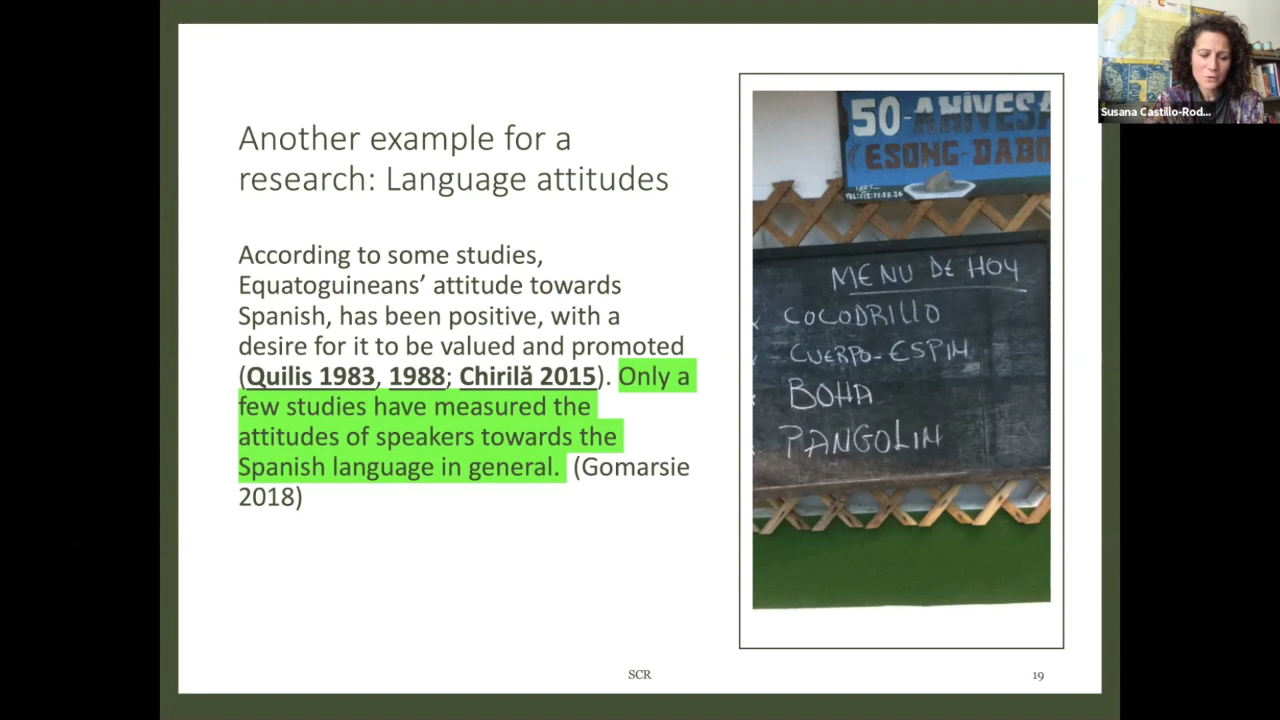 Another example for a
research: Language attitudes
According to some studies,
Equatoguineans’ attitude towards
Spanish, has been positive, with a
desire for it to be valued and promoted
(Quilis 1983, 1988; Chirilă 2015). Only a
few studies have measured the
attitudes of speakers towards the
Spanish language in general. (Gomarsie
2018)
50-ANIVESA
ESONG-DABO
MENU DE HOY
COCODRILLO
CUERPO-ESPIN
BOHA
PANGOLIN
SCR
19
Susana Castillo-Rod...